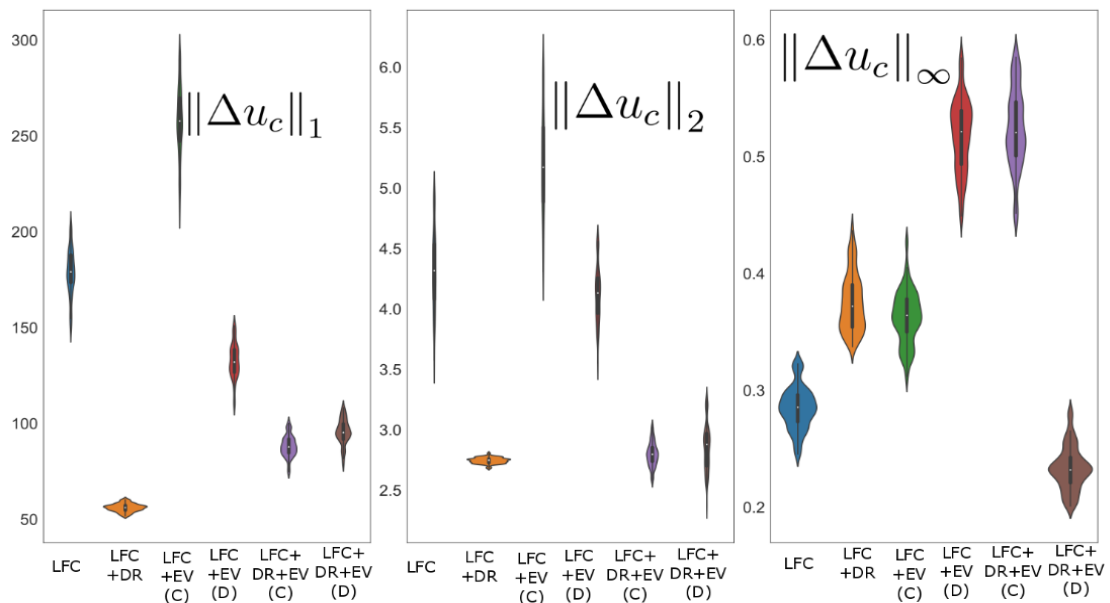 300
250
200
150
100
50
‖Δu_c‖_1
LFC
LFC
+DR
LFC
+EV
(C)
LFC
+EV
(D)
LFC+
DR+EV
(C)
LFC+
DR+EV
(D)
6.0
5.5
5.0
4.5
4.0
3.5
3.0
2.5
‖Δu_c‖_2
LFC
LFC
+DR
LFC
+EV
(C)
LFC
+EV
(D)
LFC+
DR+EV
(C)
LFC+
DR+EV
(D)
0.6
0.5
0.4
0.3
0.2
‖Δu_c‖_∞
LFC
LFC
+DR
LFC
+EV
(C)
LFC
+EV
(D)
LFC+
DR+EV
(C)
LFC+
DR+EV
(D)